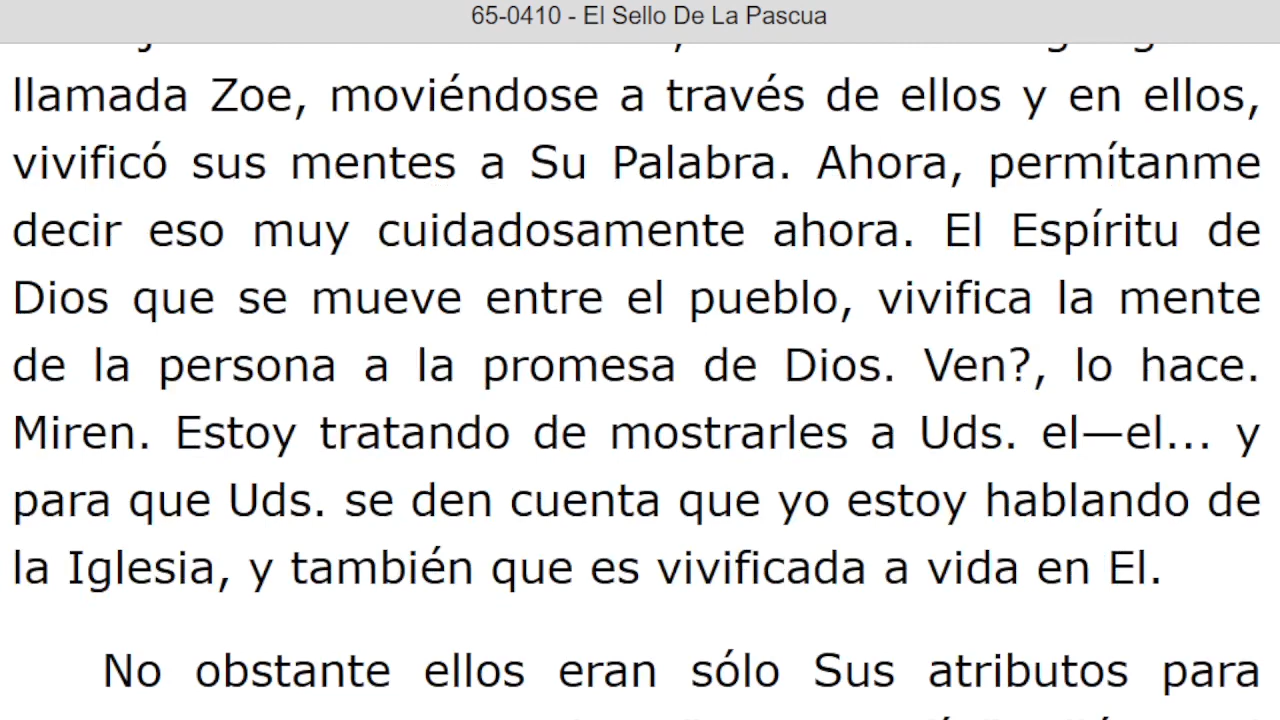 65-0410 - El Sello De La Pascua
llamada Zoe, moviéndose a través de ellos y en ellos,
vivificó sus mentes a Su Palabra. Ahora, permítanme
decir eso muy cuidadosamente ahora. El Espíritu de
Dios que se mueve entre el pueblo, vivifica la mente
de la persona a la promesa de Dios. Ven?, lo hace.
Miren. Estoy tratando de mostrarles a Uds. el—el... y
para que Uds. se den cuenta que yo estoy hablando de
la Iglesia, y también que es vivificada a vida en El.
No obstante ellos eran sólo Sus atributos para